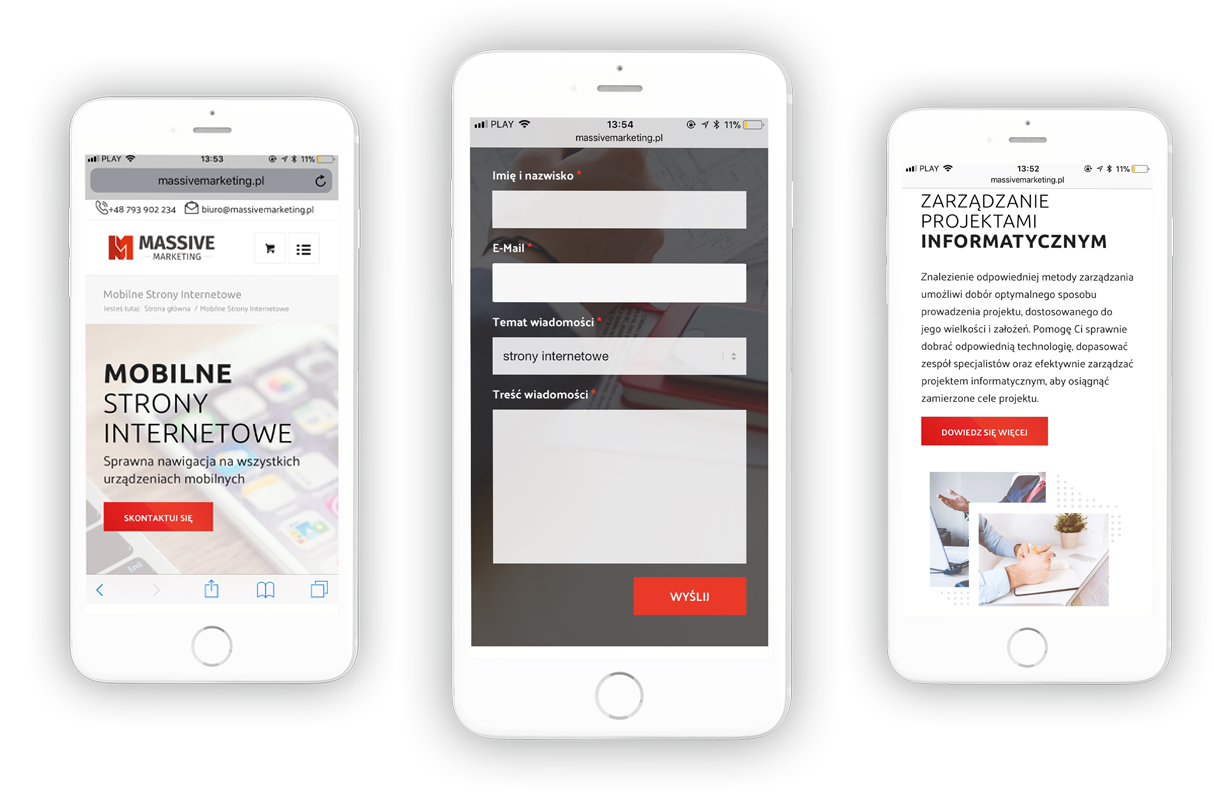 PLAY
13:53
11%
massivemarketing.pl
+48 793 902 234 biuro@massivemarketing.pl
MASSIVE
MARKETING
Mobilne Strony Internetowe
Jesteś tutaj: Strona główna / Mobilne Strony Internetowe
MOBILNE
STRONY
INTERNETOWE
Sprawna nawigacja na wszystkich
urządzeniach mobilnych
SKONTAKTUJ SIĘ
End
PLAY
13:54
11%
massivemarketing.pl
Imię i nazwisko *
E-Mail *
Temat wiadomości *
strony internetowe
Treść wiadomości *
WYŚLIJ
PLAY
13:52
11%
massivemarketing.pl
ZARZĄDZANIE
PROJEKTAMI
INFORMATYCZNYM
Znalezienie odpowiedniej metody zarządzania
umożliwi dobór optymalnego sposobu
prowadzenia projektu, dostosowanego do
jego wielkości i założeń. Pomogę Ci sprawnie
dobrać odpowiednią technologię, dopasować
zespół specjalistów oraz efektywnie zarządzać
projektem informatycznym, aby osiągnąć
zamierzone cele projektu.
DOWIEDZ SIĘ WIĘCEJ